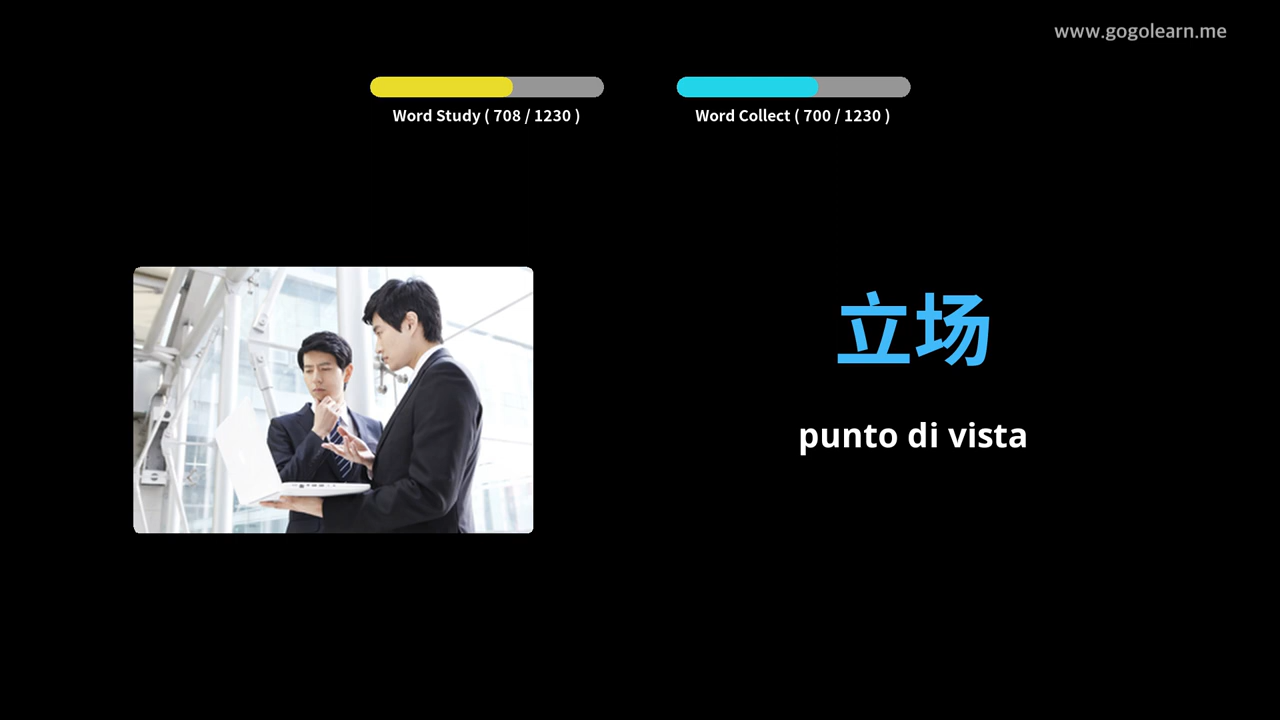 www.gogolearn.me
Word Study ( 708 / 1230 )
Word Collect ( 700 / 1230 )
立场
punto di vista